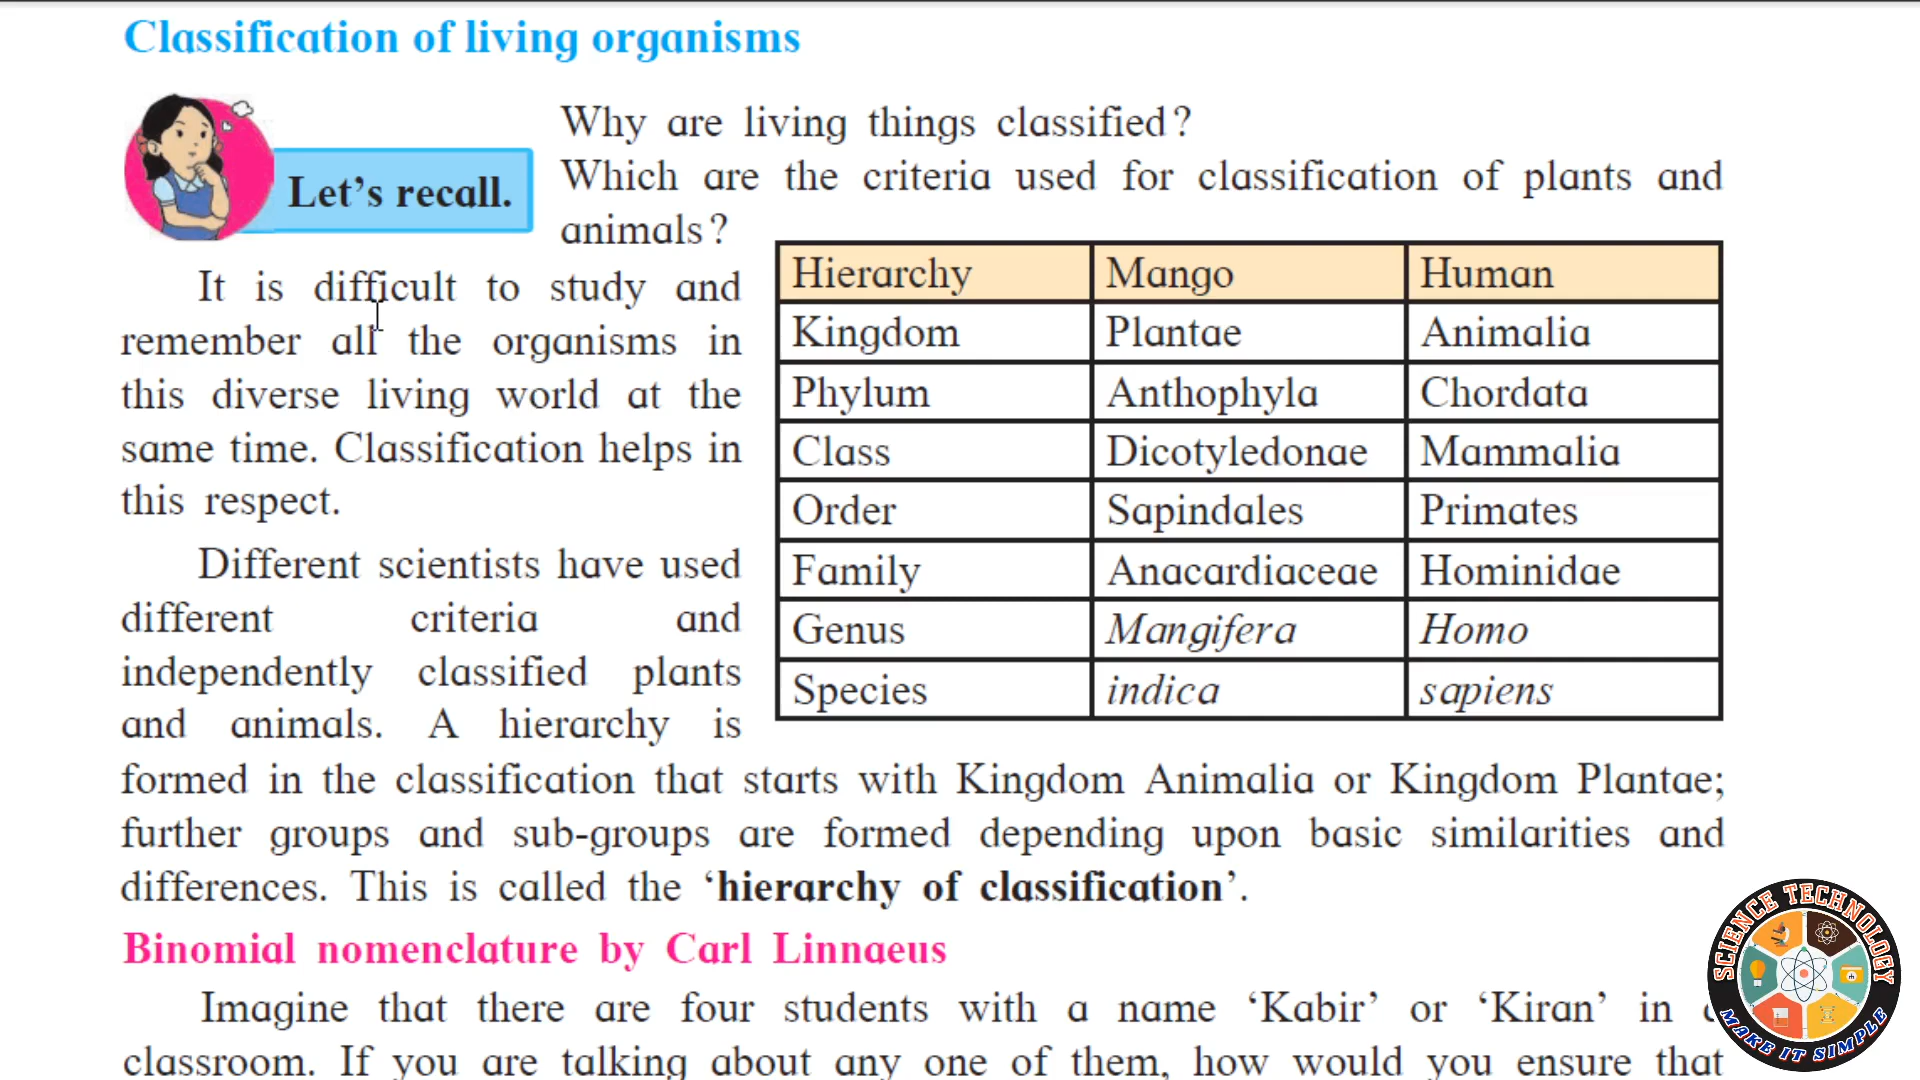 Classification of living organisms
Let’s recall.
Why are living things classified?
Which are the criteria used for classification of plants and
animals?
It is difficult to study and
remember all the organisms in
this diverse living world at the
same time. Classification helps in
this respect.
Different scientists have used
different criteria and
independently classified plants
and animals. A hierarchy is
Hierarchy Mango Human
Kingdom Plantae Animalia
Phylum Anthophyla Chordata
Class Dicotyledonae Mammalia
Order Sapindales Primates
Family Anacardiaceae Hominidae
Genus Mangifera Homo
Species indica sapiens
formed in the classification that starts with Kingdom Animalia or Kingdom Plantae;
further groups and sub-groups are formed depending upon basic similarities and
differences. This is called the ‘hierarchy of classification’.
Binomial nomenclature by Carl Linnaeus
Imagine that there are four students with a name ‘Kabir’ or ‘Kiran’ in
classroom. If you are talking about any one of them, how would you ensure that
SCIENCE TECHNOLOGY
MAKE IT SIMPLE